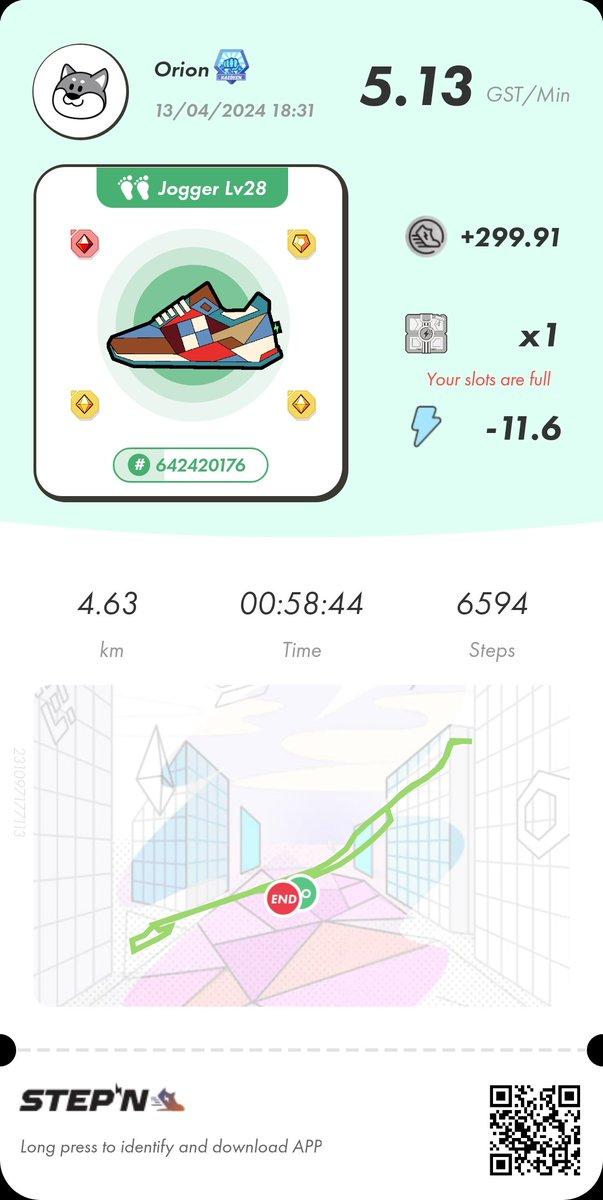 Orion
HAEDREN
13/04/2024 18:31
5.13 GST/Min
Jogger Lv28
+299.91
x1
Your slots are full
-11.6
# 642420176
4.63
km
00:58:44
Time
6594
Steps
END
STEP'N
Long press to identify and download APP